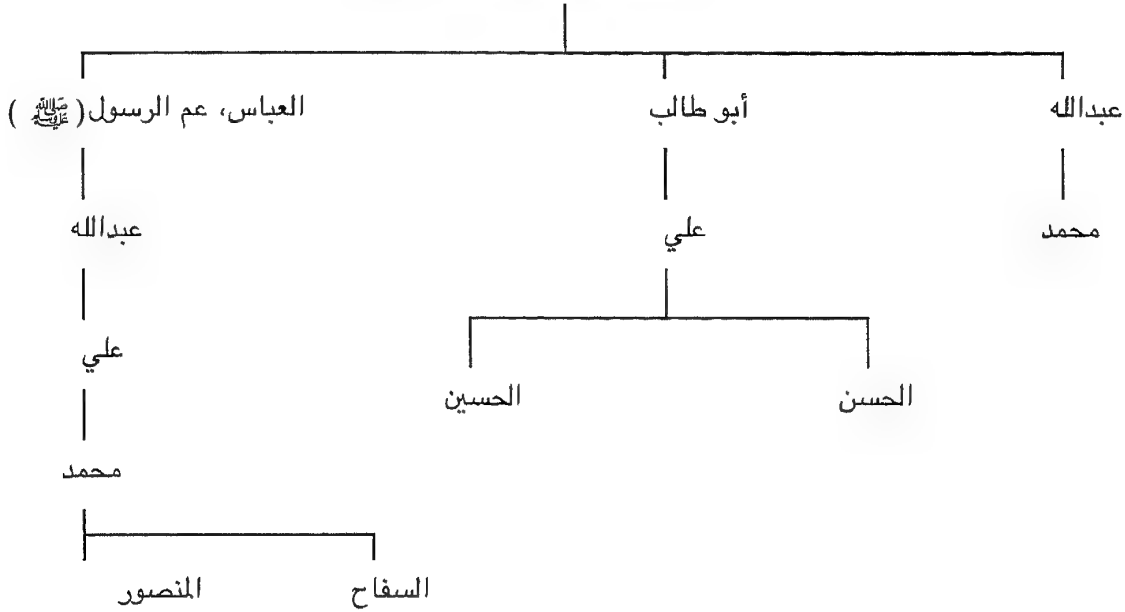 عبدالله
أبو طالب
العباس، عم الرسول (ﷺ)
محمد
علي
عبدالله
علي
الحسن
الحسين
محمد
السفاح
المنصور